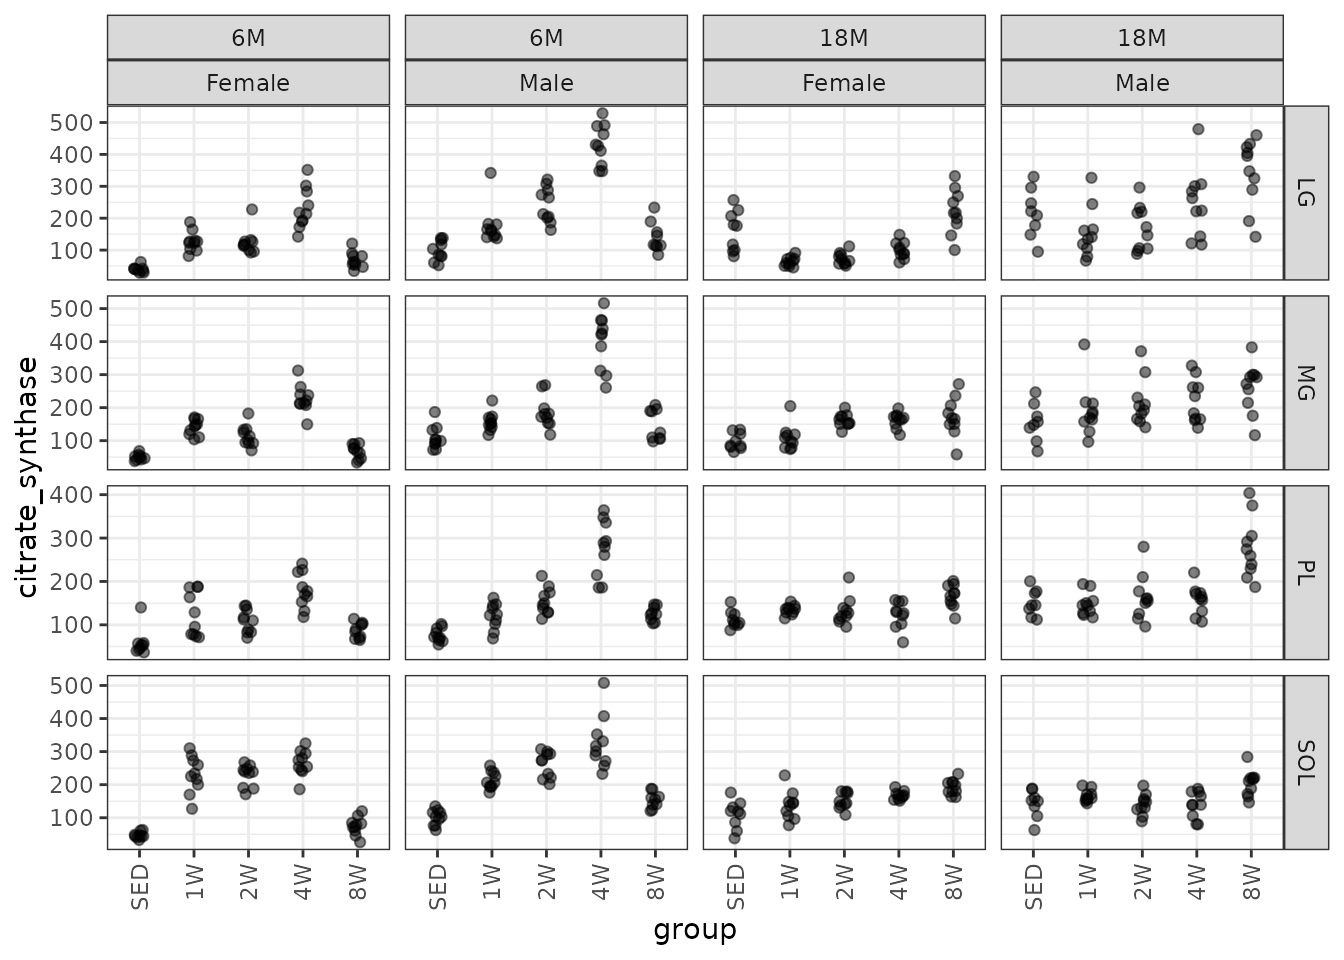 6M 6M 18M 18M
Female Male Female Male
500
400
300
200
100
LG
500
400
300
200
100
MG
400
300
200
100
PL
500
400
300
200
100
SOL
citrate_synthase
SED 1W 2W 4W 8W SED 1W 2W 4W 8W SED 1W 2W 4W 8W SED 1W 2W 4W 8W
group